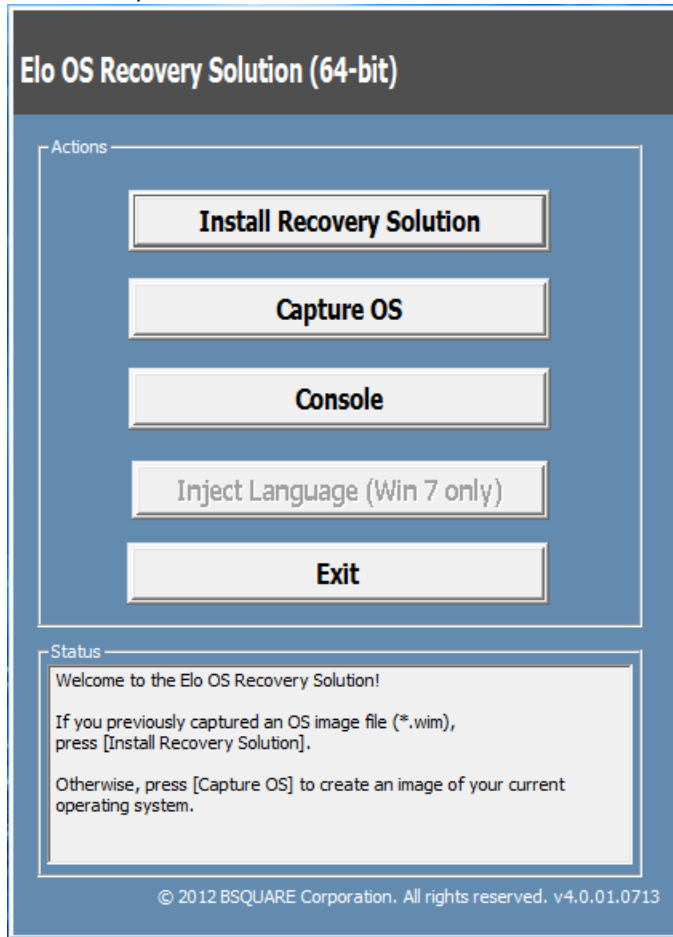 Elo OS Recovery Solution (64-bit)
Actions
Install Recovery Solution
Capture OS
Console
Inject Language (Win 7 only)
Exit
Status
Welcome to the Elo OS Recovery Solution!
If you previously captured an OS image file (*.wim),
press [Install Recovery Solution].
Otherwise, press [Capture OS] to create an image of your current
operating system.
© 2012 BSQUARE Corporation. All rights reserved. v4.0.01.0713